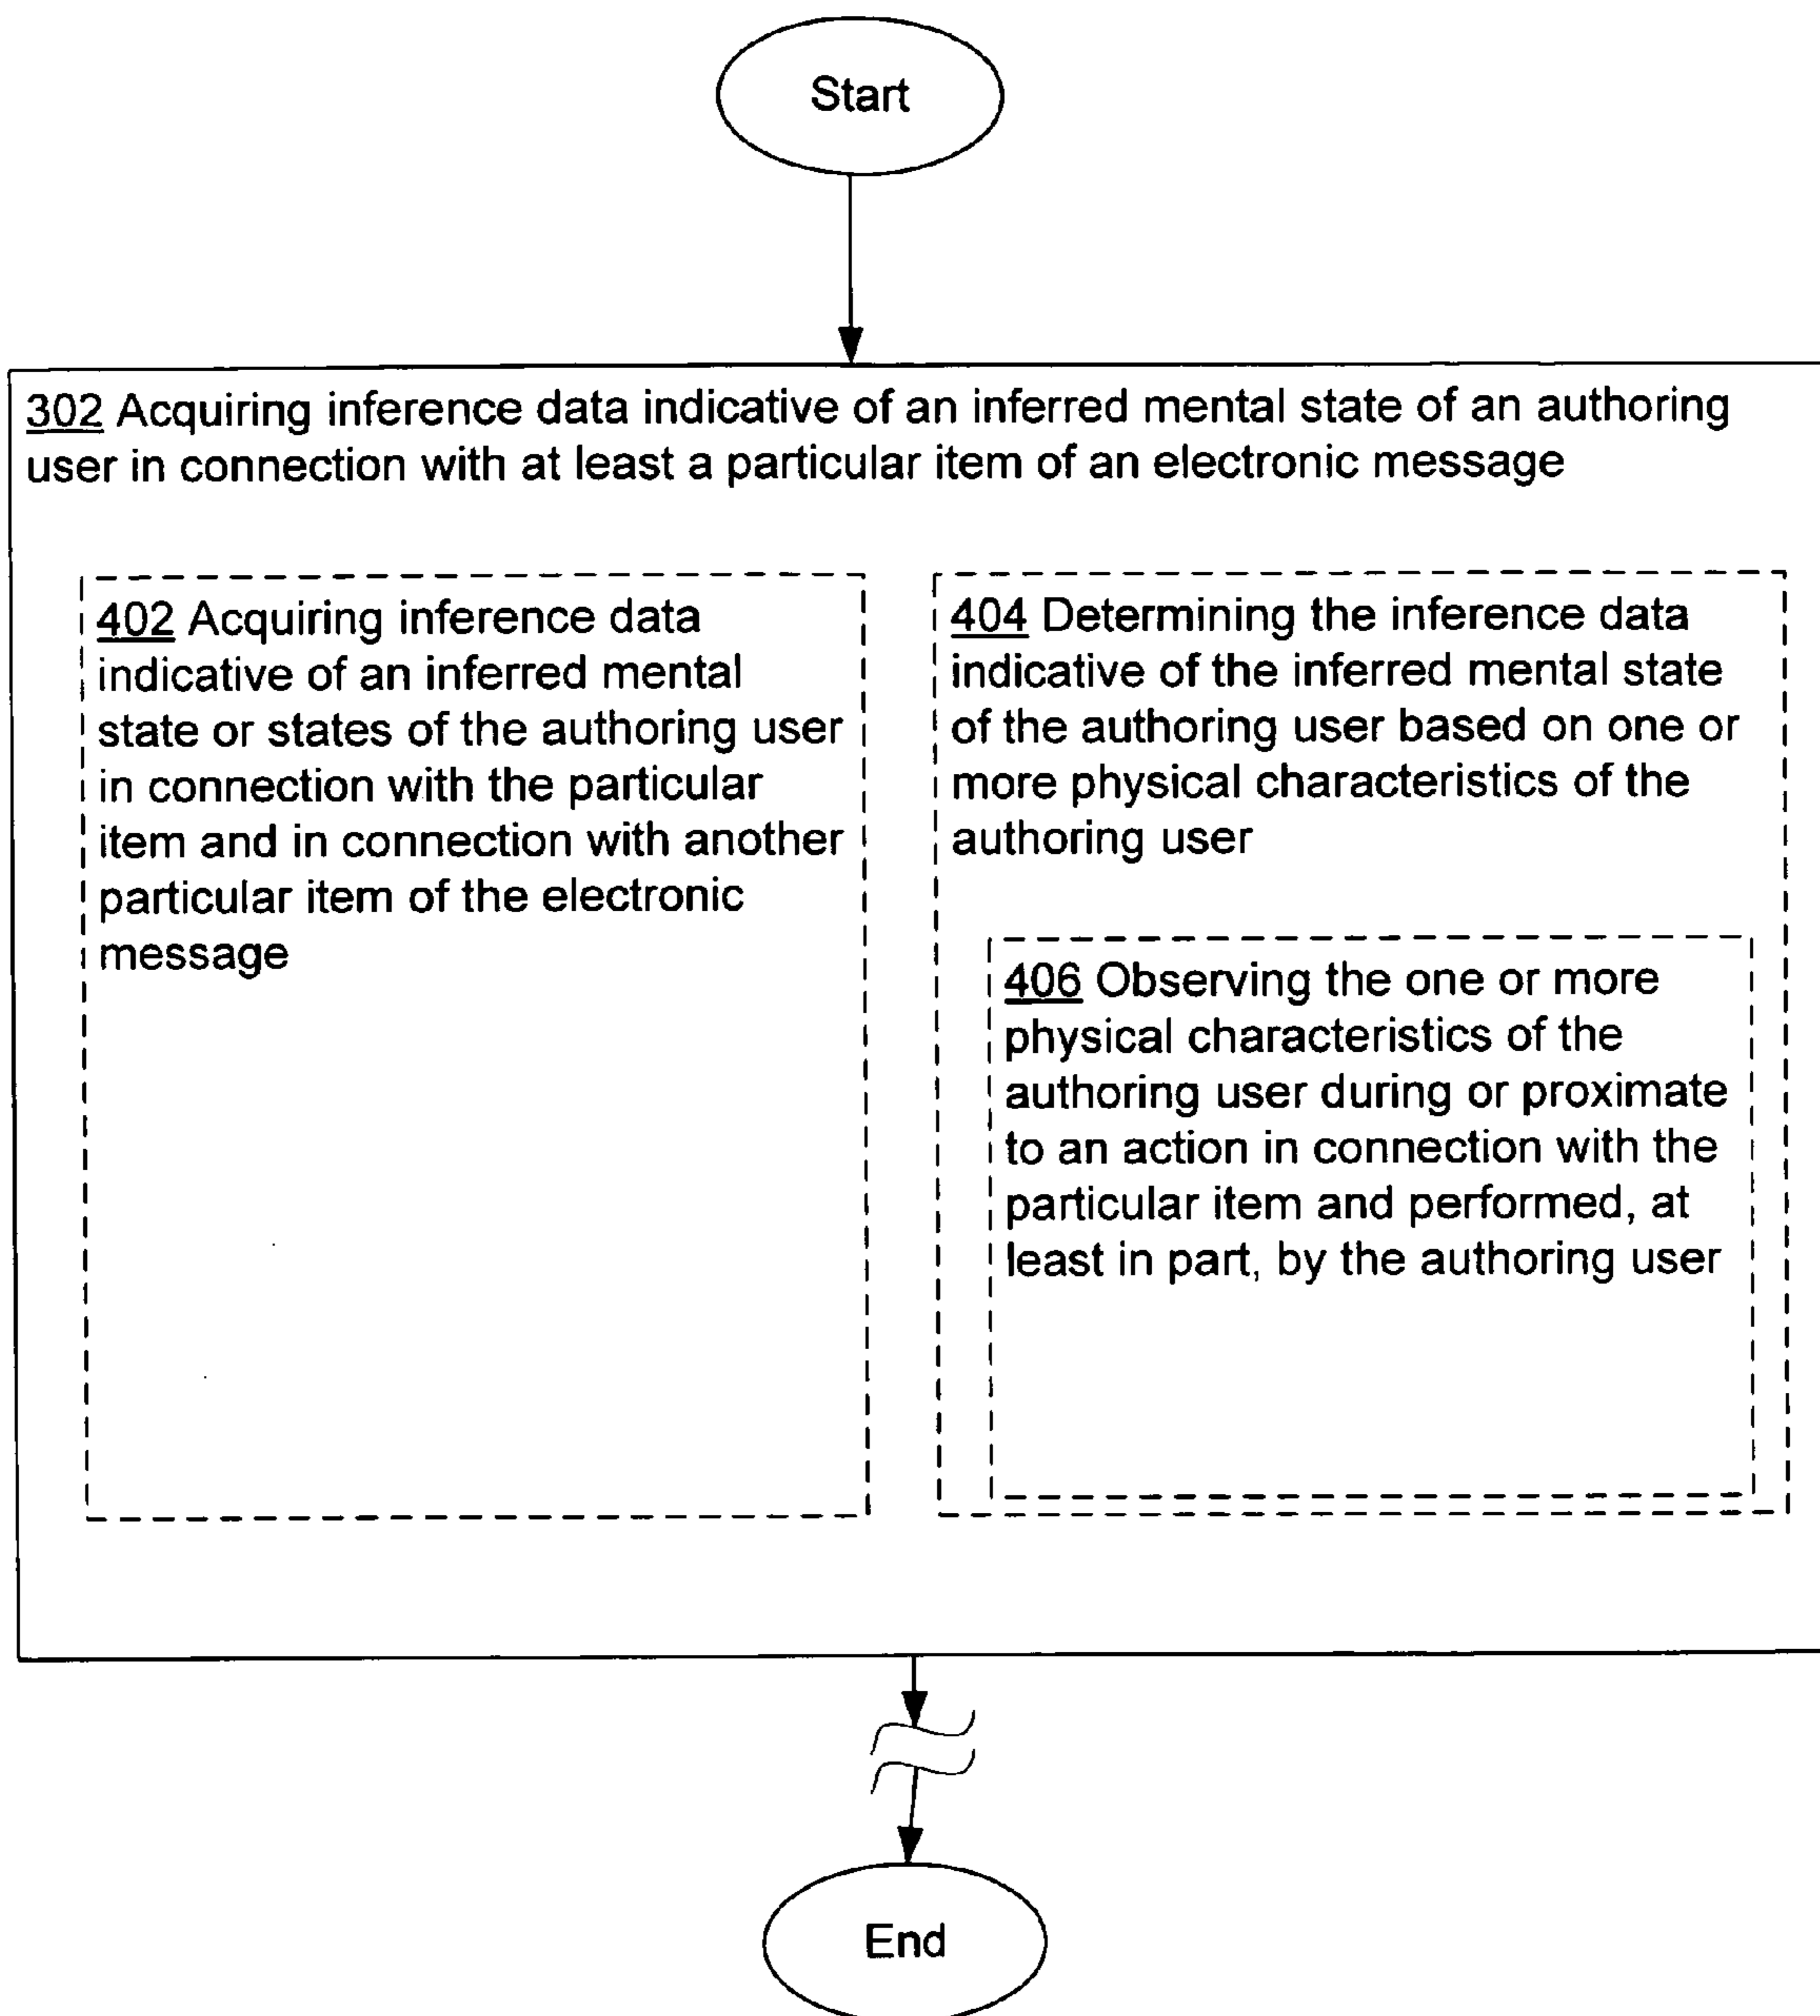 Start
302 Acquiring inference data indicative of an inferred mental state of an authoring
user in connection with at least a particular item of an electronic message
402 Acquiring inference data
indicative of an inferred mental
state or states of the authoring user
in connection with the particular
item and in connection with another
particular item of the electronic
message
404 Determining the inference data
indicative of the inferred mental state
of the authoring user based on one or
more physical characteristics of the
authoring user
406 Observing the one or more
physical characteristics of the
authoring user during or proximate
to an action in connection with the
particular item and performed, at
least in part, by the authoring user
End